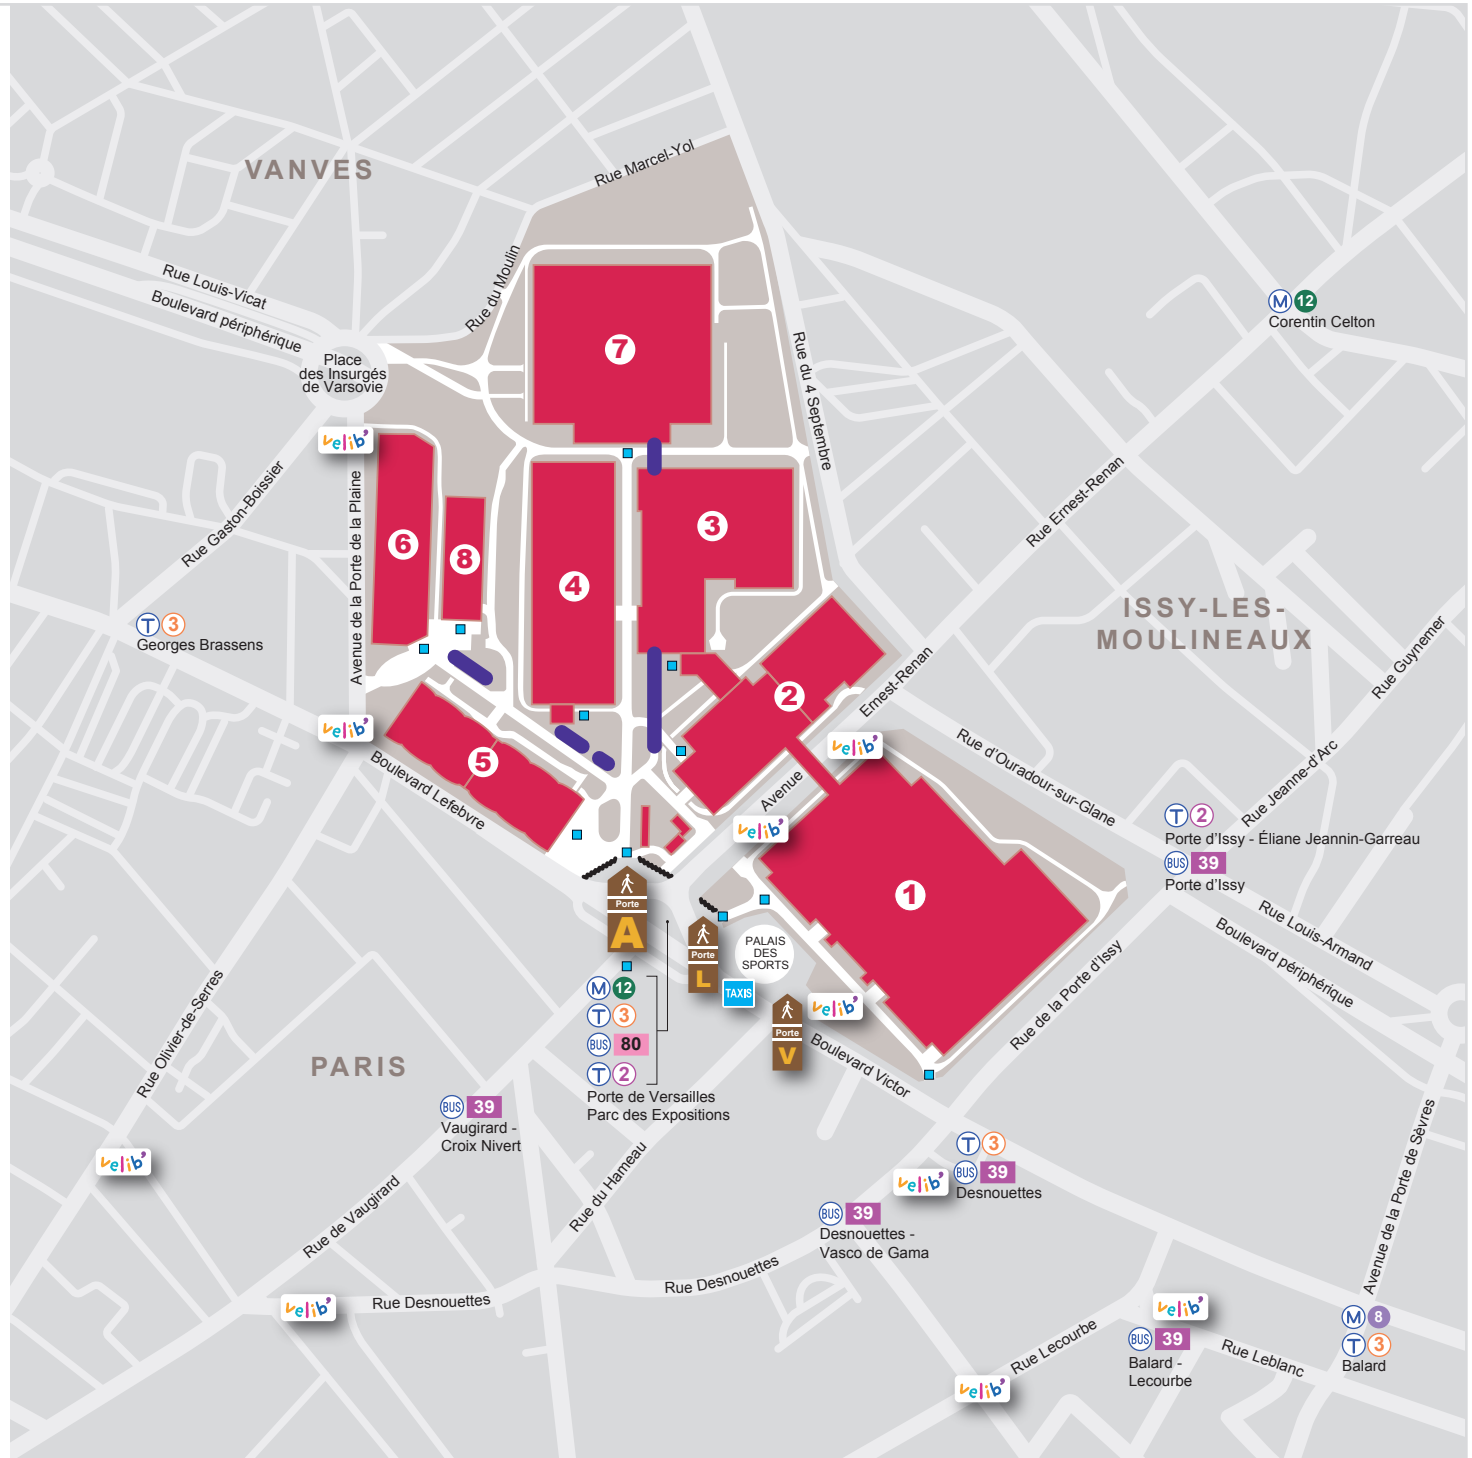 Rue Marcel-Yol
VANVES
Rue du Moulin
Rue Louis-Vicat
Boulevard périphérique
M 12
Corentin Celton
Place
des Insurgés
de Varsovie
7
Rue du 4 Septembre
velib'
Rue Gaston-Boissier
Avenue de la Porte de la Plaine
6
8
4
3
Rue Ernest-Renan
T 3
Georges Brassens
ISSY-LES-
MOULINEAUX
Rue Guynemer
2
Ernest-Renan
Avenue
velib'
velib'
5
Boulevard Lefebvre
Rue d'Ouradour-sur-Glane
Rue Jeanne-d'Arc
velib'
T 2
Porte d'Issy - Éliane Jeannin-Garreau
BUS 39
Porte d'Issy
1
Porte
A
Porte
L
PALAIS
DES
SPORTS
TAXIS
Porte
V
velib'
Rue Louis-Armand
Boulevard périphérique
Rue de la Porte d'Issy
Rue Olivier-de-Serres
M 12
T 3
BUS 80
T 2
Porte de Versailles
Parc des Expositions
PARIS
Boulevard Victor
BUS 39
Vaugirard -
Croix Nivert
velib'
Rue de Vaugirard
Rue du Hameau
T 3
BUS 39
Desnouettes
velib'
BUS 39
Desnouettes -
Vasco de Gama
Avenue de la Porte de Sèvres
Rue Desnouettes
velib'
Rue Desnouettes
velib'
BUS 39
Balard -
Lecourbe
Rue Lecourbe
Rue Leblanc
M 8
T 3
Balard
velib'